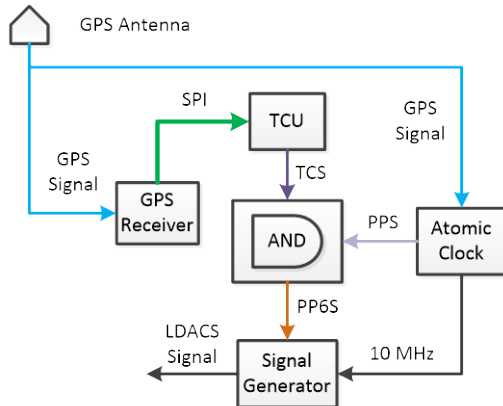 GPS Antenna
SPI
TCU
GPS
Signal
GPS
Signal
TCS
GPS
Receiver
AND
PPS
Atomic
Clock
PP6S
LDACS
Signal
Signal
Generator
10 MHz